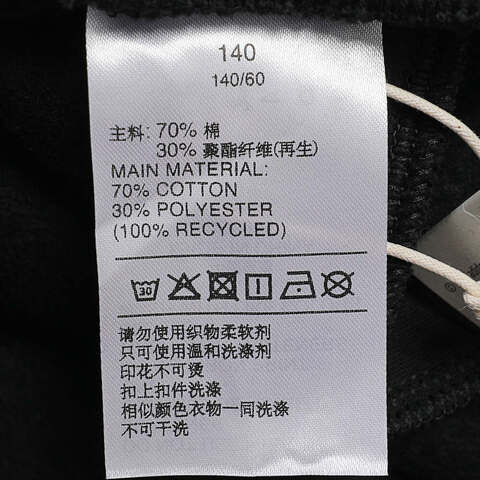 140
140/60
主料: 70% 棉
30% 聚酯纤维(再生)
MAIN MATERIAL:
70% COTTON
30% POLYESTER
(100% RECYCLED)
30
请勿使用织物柔软剂
只可使用温和洗涤剂
印花不可烫
扣上扣件洗涤
相似颜色衣物一同洗涤
不可干洗